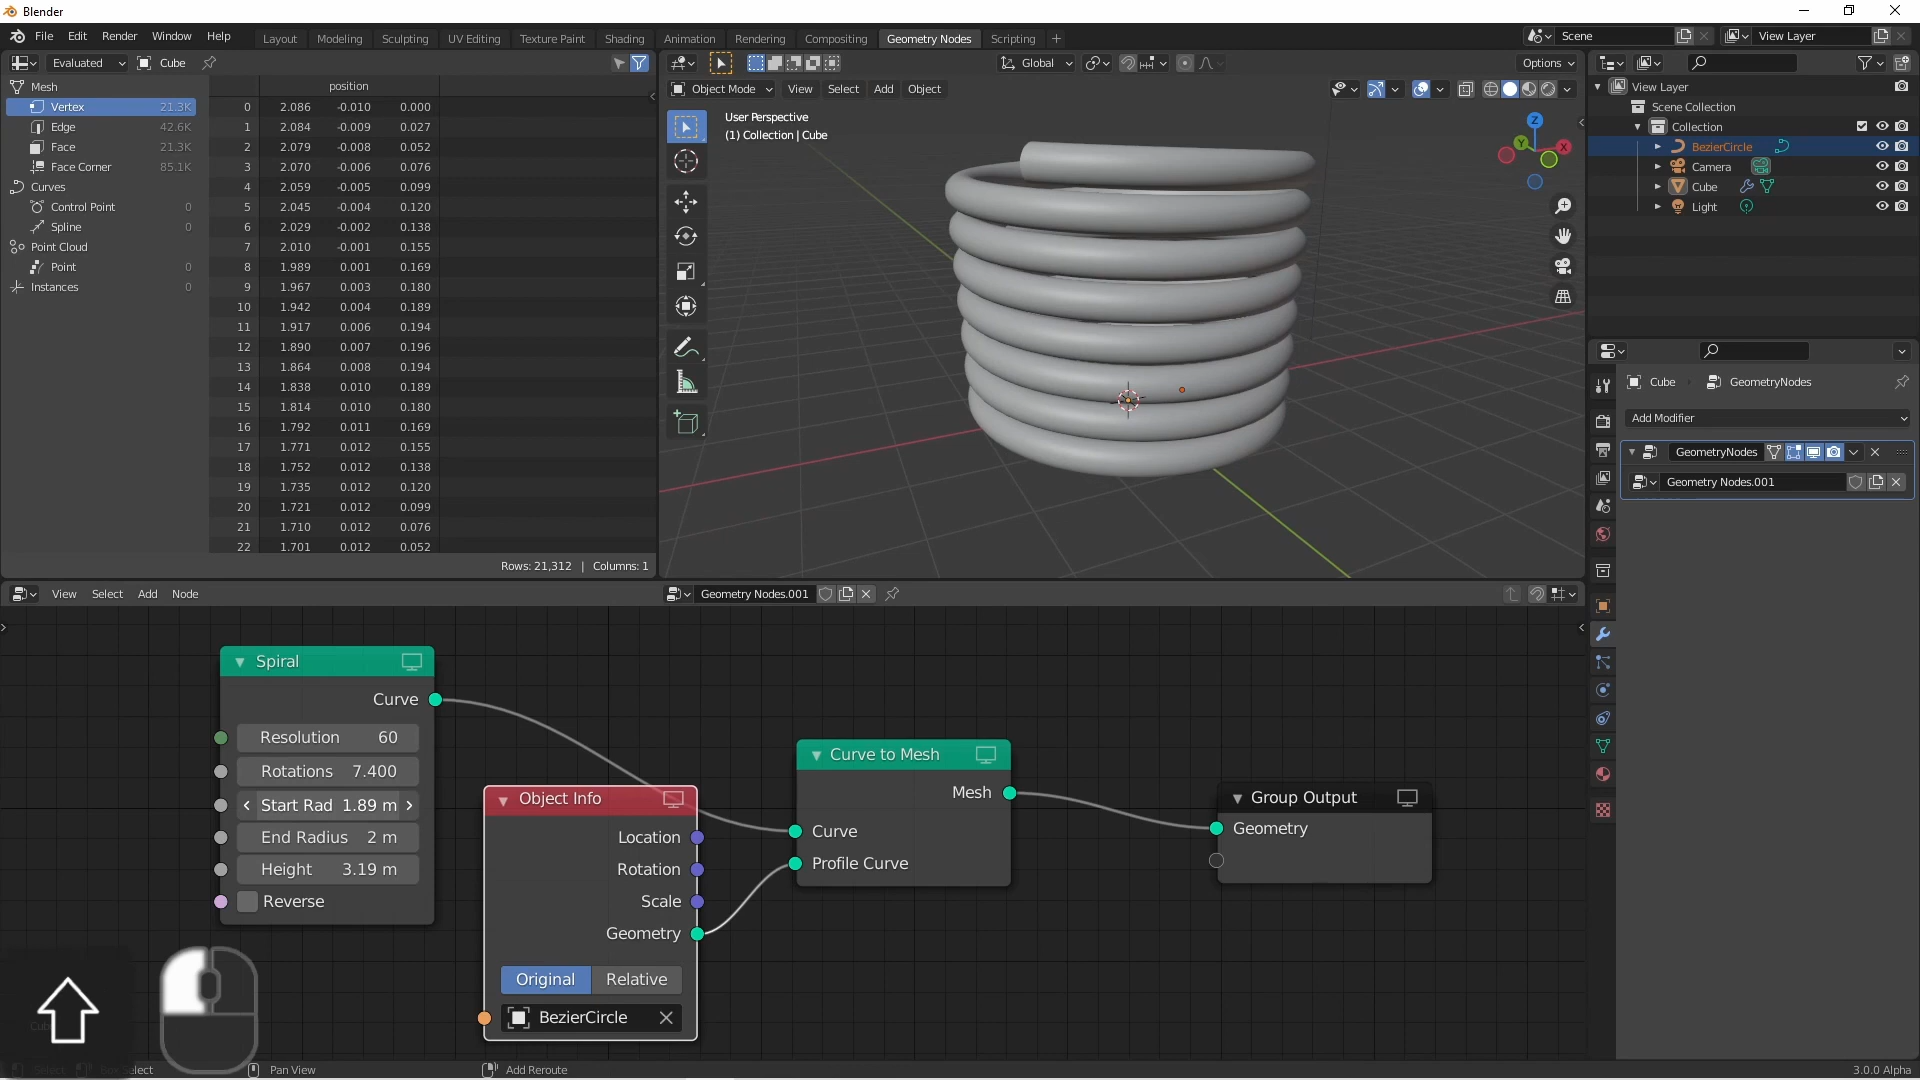 Blender
File Edit Render Window Help
Layout Modeling Sculpting UV Editing Texture Paint Shading Animation Rendering Compositing Geometry Nodes Scripting +
Scene
View Layer
Evaluated Cube
Mesh
Vertex 21.3K
Edge 42.6K
Face 21.3K
Face Corner 85.1K
Curves
Control Point 0
Spline 0
Point Cloud
Point 0
Instances 0
position
0 2.086 -0.010 0.000
1 2.084 -0.009 0.027
2 2.079 -0.008 0.052
3 2.070 -0.006 0.076
4 2.059 -0.005 0.099
5 2.045 -0.004 0.120
6 2.029 -0.002 0.138
7 2.010 -0.001 0.155
8 1.989 0.001 0.169
9 1.967 0.003 0.180
10 1.942 0.004 0.189
11 1.917 0.006 0.194
12 1.890 0.007 0.196
13 1.864 0.008 0.194
14 1.838 0.010 0.189
15 1.814 0.010 0.180
16 1.792 0.011 0.169
17 1.771 0.012 0.155
18 1.752 0.012 0.138
19 1.735 0.012 0.120
20 1.721 0.012 0.099
21 1.710 0.012 0.076
22 1.701 0.012 0.052
Rows: 21,312 | Columns: 1
Global
Options
Object Mode View Select Add Object
User Perspective
(1) Collection | Cube
Z
Y
X
View Layer
Scene Collection
Collection
BezierCircle
Camera
Cube
Light
Cube GeometryNodes
Add Modifier
GeometryNodes
Geometry Nodes.001
View Select Add Node
Geometry Nodes.001
Spiral
Curve
Resolution 60
Rotations 7.400
Start Rad 1.89 m
End Radius 2 m
Height 3.19 m
Reverse
Object Info
Location
Rotation
Scale
Geometry
Original Relative
BezierCircle
Curve to Mesh
Mesh
Curve
Profile Curve
Group Output
Geometry
Select Box Select Pan View Add Reroute
3.0.0 Alpha